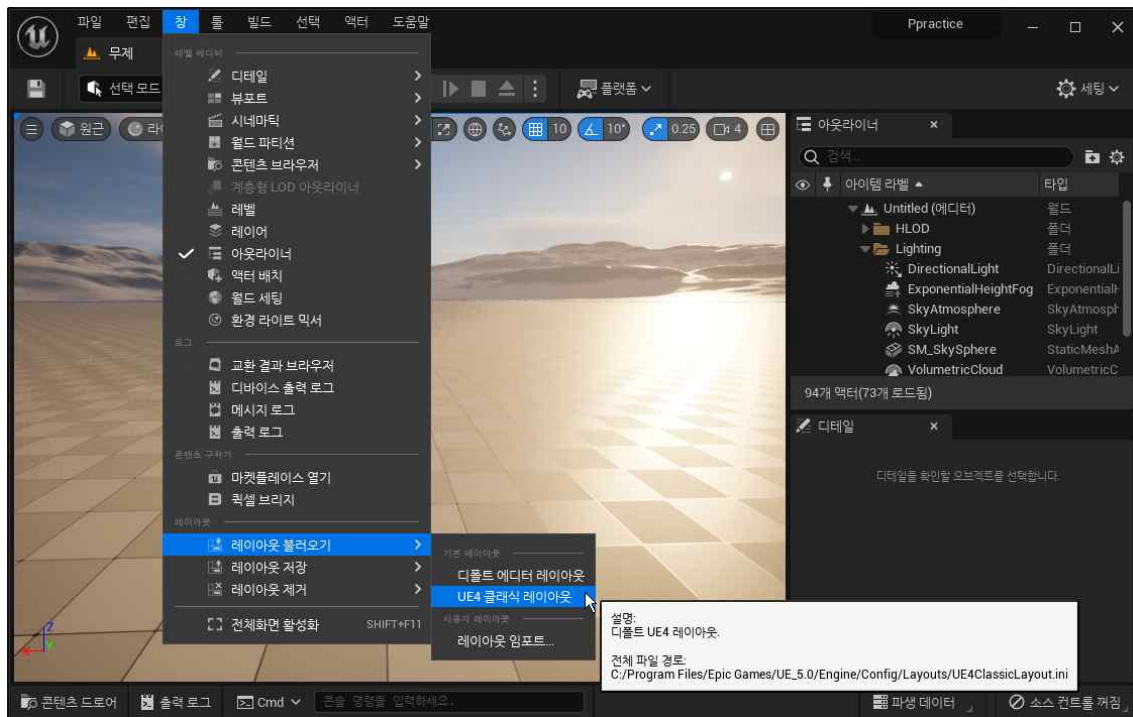 파일 편집 창 툴 빌드 선택 액터 도움말
Ppractice
무제
선택 모드
플랫폼
세팅
원근
라이
10
10°
0.25
4
레벨 에디터
디테일
뷰포트
시네마틱
월드 파티션
콘텐츠 브라우저
계층형 LOD 아웃라이너
레벨
레이어
아웃라이너
액터 배치
월드 세팅
환경 라이트 믹서
로그
교환 결과 브라우저
디바이스 출력 로그
메시지 로그
출력 로그
콘텐츠 구하기
마켓플레이스 열기
퀵셀 브리지
레이아웃
레이아웃 불러오기
레이아웃 저장
레이아웃 제거
전체화면 활성화 SHIFT+F11
기본 레이아웃
디폴트 에디터 레이아웃
UE4 클래식 레이아웃
사용자 레이아웃
레이아웃 임포트...
설명:
디폴트 UE4 레이아웃.
전체 파일 경로:
C:/Program Files/Epic Games/UE_5.0/Engine/Config/Layouts/UE4ClassicLayout.ini
아웃라이너
검색...
아이템 라벨 타입
Untitled (에디터) 월드
HLOD 폴더
Lighting 폴더
DirectionalLight DirectionalLi
ExponentialHeightFog ExponentialH
SkyAtmosphere SkyAtmosph
SkyLight SkyLight
SM_SkySphere StaticMeshA
VolumetricCloud VolumetricC
94개 액터(73개 로드됨)
디테일
디테일을 확인할 오브젝트를 선택합니다.
z
x
콘텐츠 드로어 출력 로그 Cmd 콘솔 명령을 입력하세요. 파생 데이터 소스 컨트롤 꺼짐